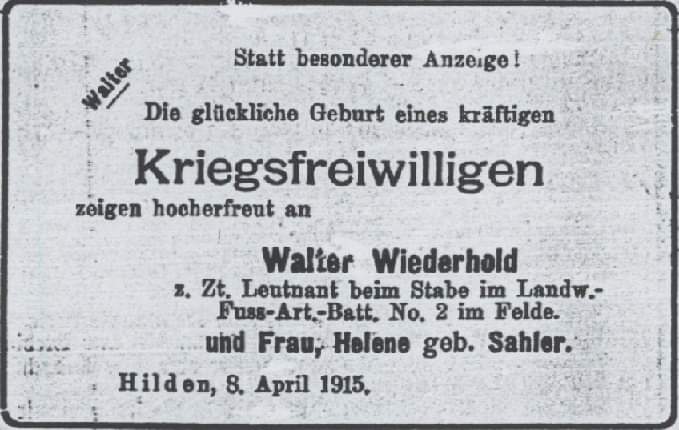 Walter
Statt besonderer Anzeige!
Die glückliche Geburt eines kräftigen
Kriegsfreiwilligen
zeigen hocherfreut an
Walter Wiederhold
z. Zt. Leutnant beim Stabe im Landw.-
Fuss-Art.-Batt. No. 2 im Felde.
und Frau, Helene geb. Sahler.
Hilden, 8. April 1915.